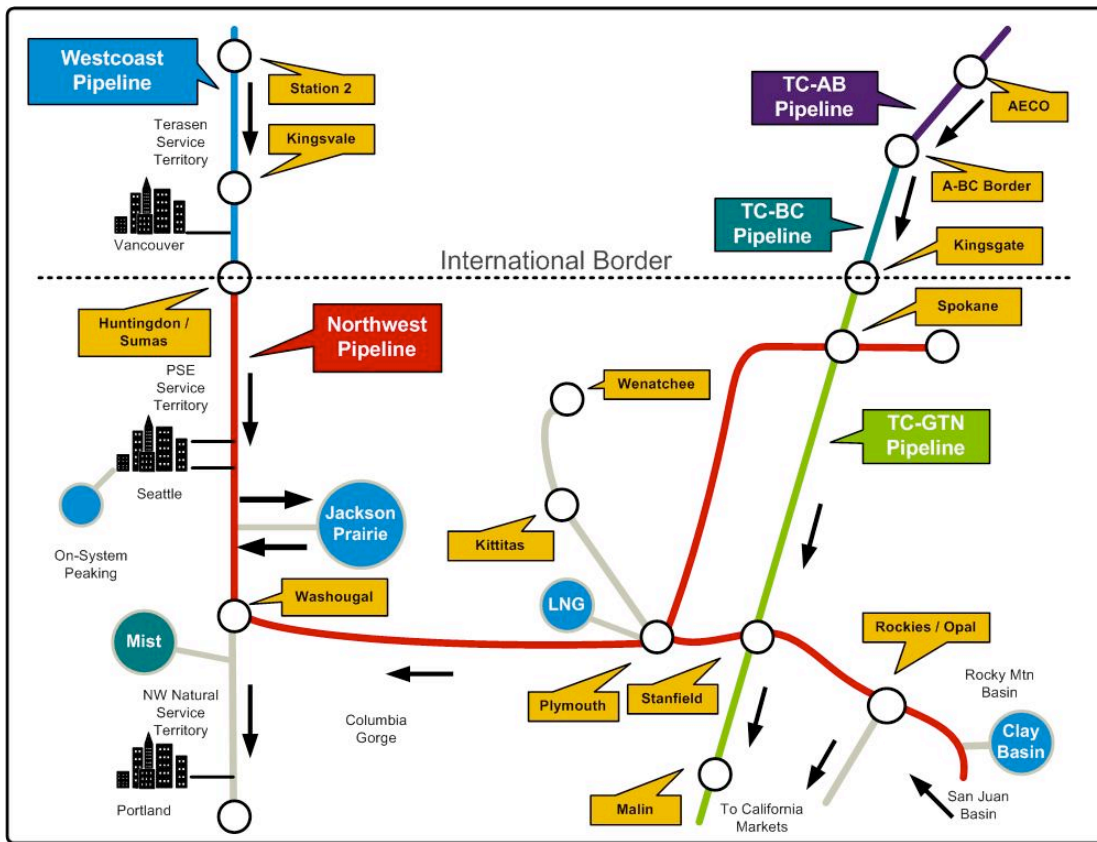 Westcoast
Pipeline
Station 2
Terasen
Service
Territory
Kingsvale
Vancouver
TC-AB
Pipeline
AECO
A-BC Border
TC-BC
Pipeline
Kingsgate
International Border
Huntingdon /
Sumas
Northwest
Pipeline
Spokane
PSE
Service
Territory
Wenatchee
TC-GTN
Pipeline
Seattle
Jackson
Prairie
Kittitas
On-System
Peaking
Washougal
LNG
Mist
Rockies / Opal
Rocky Mtn
Basin
Plymouth
Stanfield
NW Natural
Service
Territory
Columbia
Gorge
Clay
Basin
Portland
Malin
To California
Markets
San Juan
Basin